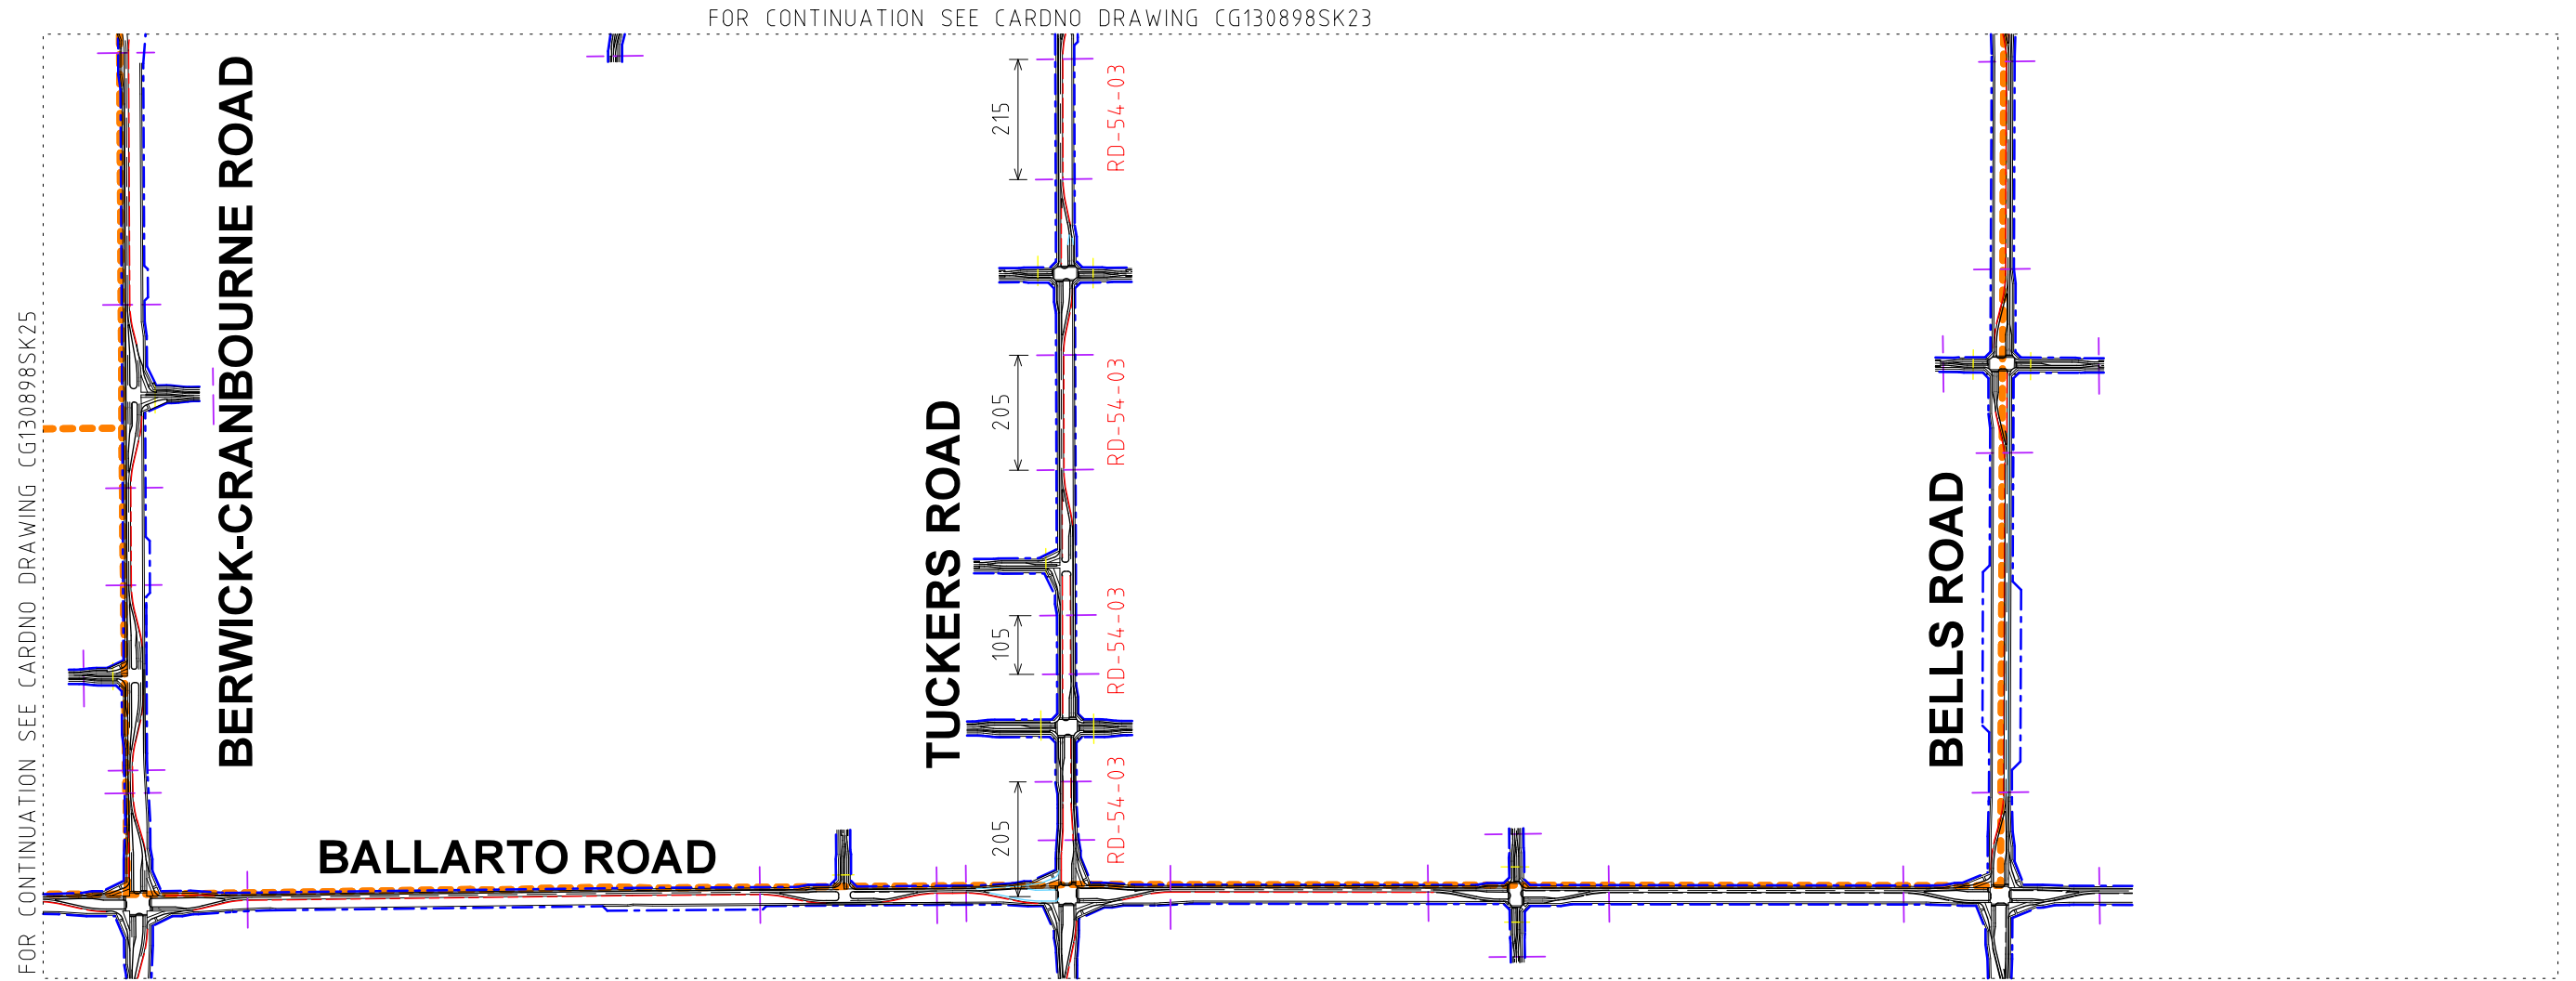 FOR CONTINUATION SEE CARDNO DRAWING CG130898SK23
FOR CONTINUATION SEE CARDNO DRAWING CG130898SK25
BERWICK-CRANBOURNE ROAD
215
RD-54-03
205
RD-54-03
TUCKERS ROAD
105
RD-54-03
205
RD-54-03
BELLS ROAD
BALLARTO ROAD